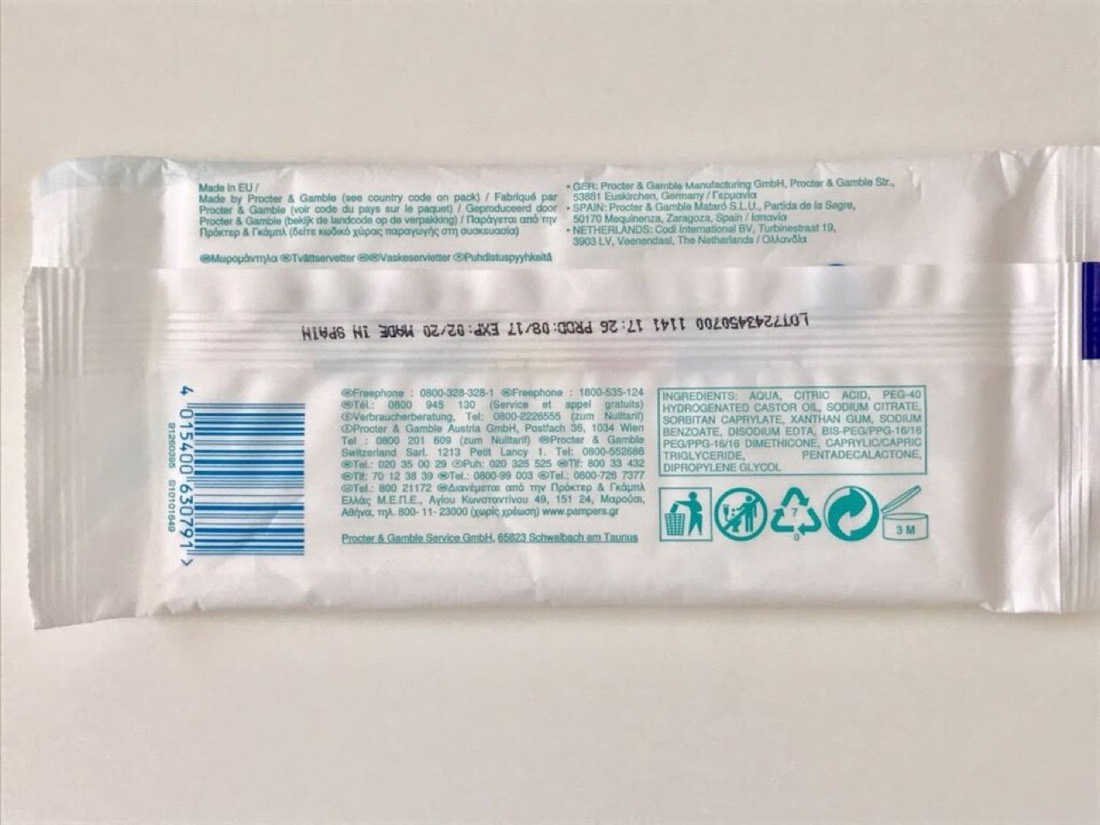 Made in EU /
Made by Procter & Gamble (see country code on pack) / Fabriqué par
Procter & Gamble (voir code du pays sur le paquet) / Geproduceerd door
Procter & Gamble (bekijk de landcode op de verpakking) / Παράγεται από την
Πρόκτερ & Γκάμπλ (δείτε κωδικό χώρας παραγωγής στη συσκευασία)
Μωρομάντηλα Tvättservetter Vaskeservietter Puhdistuspyyhkeitä
• GER: Procter & Gamble Manufacturing GmbH, Procter & Gamble Str.,
53881 Euskirchen, Germany / Γερμανία
• SPAIN: Procter & Gamble Mataró S.L.U., Partida de la Segre,
50170 Mequinenza, Zaragoza, Spain / Ισπανία
• NETHERLANDS: Codi International BV, Turbinestraat 19,
3903 LV, Veenendaal, The Netherlands / Ολλανδία
LOT7243450700 1141 17:26 PROD:08/17 EXP:02/20 MADE IN SPAIN
4 015400 630791 >
91260395 S10101649
Freephone : 0800-328-328-1 Freephone : 1800-535-124
Tél.: 0800 945 130 (Service et appel gratuits)
Verbraucherberatung, Tel: 0800-2226555 (zum Nulltarif)
Procter & Gamble Austria GmbH, Postfach 36, 1034 Wien
Tel : 0800 201 609 (zum Nulltarif) Procter & Gamble
Switzerland Sarl. 1213 Petit Lancy 1. Tel: 0800-552686
Tel.: 020 35 00 29 Puh: 020 325 525 Tlf: 800 33 432
Tlf: 70 12 38 39 Tel.: 0800-99 003 Tel.: 0800-726 7377
Tel.: 800 21172 Διανέμεται από την Πρόκτερ & Γκάμπλ
Ελλάς Μ.Ε.Π.Ε., Αγίου Κωνσταντίνου 49, 151 24, Μαρούσι,
Αθήνα, τηλ. 800-11-23000 (χωρίς χρέωση) www.pampers.gr
Procter & Gamble Service GmbH, 65823 Schwalbach am Taunus
INGREDIENTS: AQUA, CITRIC ACID, PEG-40
HYDROGENATED CASTOR OIL, SODIUM CITRATE,
SORBITAN CAPRYLATE, XANTHAN GUM, SODIUM
BENZOATE, DISODIUM EDTA, BIS-PEG/PPG-16/16
PEG/PPG-16/16 DIMETHICONE, CAPRYLIC/CAPRIC
TRIGLYCERIDE, PENTADECALACTONE,
DIPROPYLENE GLYCOL
7
0
3 M